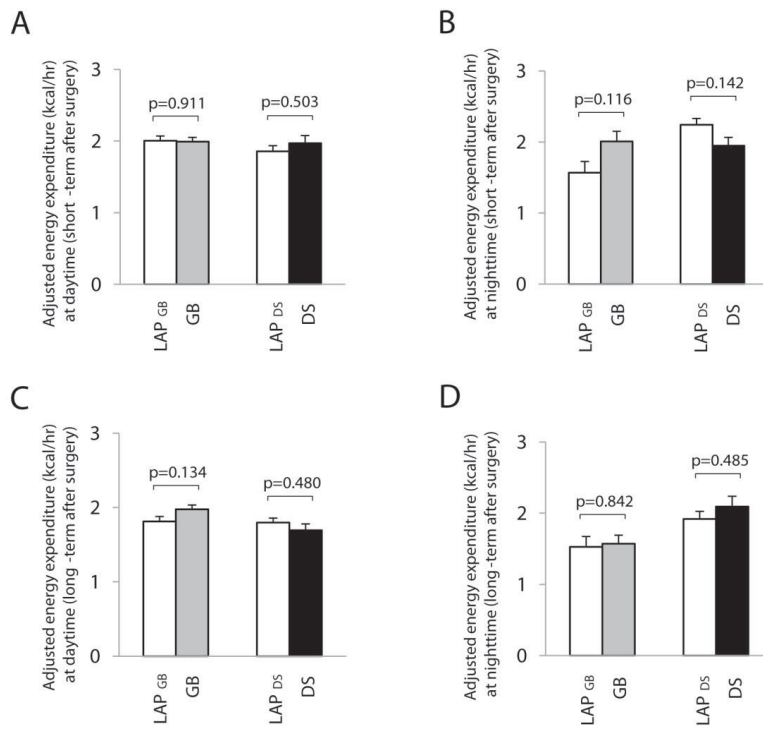 A
Adjusted energy expenditure (kcal/hr)
at daytime (short -term after surgery)
3
2
1
0
p=0.911
p=0.503
LAP GB
GB
LAP DS
DS
B
Adjusted energy expenditure (kcal/hr)
at nighttime (short -term after surgery)
3
2
1
0
p=0.116
p=0.142
LAP GB
GB
LAP DS
DS
C
Adjusted energy expenditure (kcal/hr)
at daytime (long -term after surgery)
3
2
1
0
p=0.134
p=0.480
LAP GB
GB
LAP DS
DS
D
Adjusted energy expenditure (kcal/hr)
at nighttime (long -term after surgery)
3
2
1
0
p=0.842
p=0.485
LAP GB
GB
LAP DS
DS